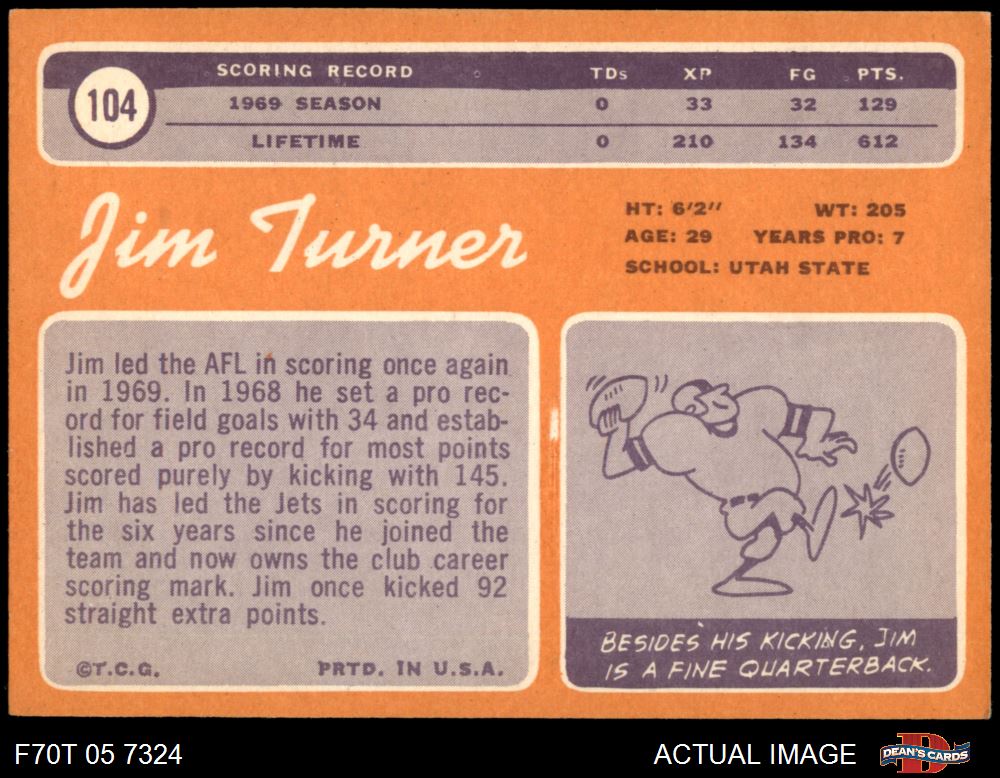 104
SCORING RECORD TDs XP FG PTS.
1969 SEASON 0 33 32 129
LIFETIME 0 210 134 612
Jim Turner
HT: 6'2" WT: 205
AGE: 29 YEARS PRO: 7
SCHOOL: UTAH STATE
Jim led the AFL in scoring once again
in 1969. In 1968 he set a pro rec-
ord for field goals with 34 and estab-
lished a pro record for most points
scored purely by kicking with 145.
Jim has led the Jets in scoring for
the six years since he joined the
team and now owns the club career
scoring mark. Jim once kicked 92
straight extra points.
©T.C.G. PRTD. IN U.S.A.
BESIDES HIS KICKING, JIM
IS A FINE QUARTERBACK.
F70T 05 7324 ACTUAL IMAGE
D
DEAN'S CARDS